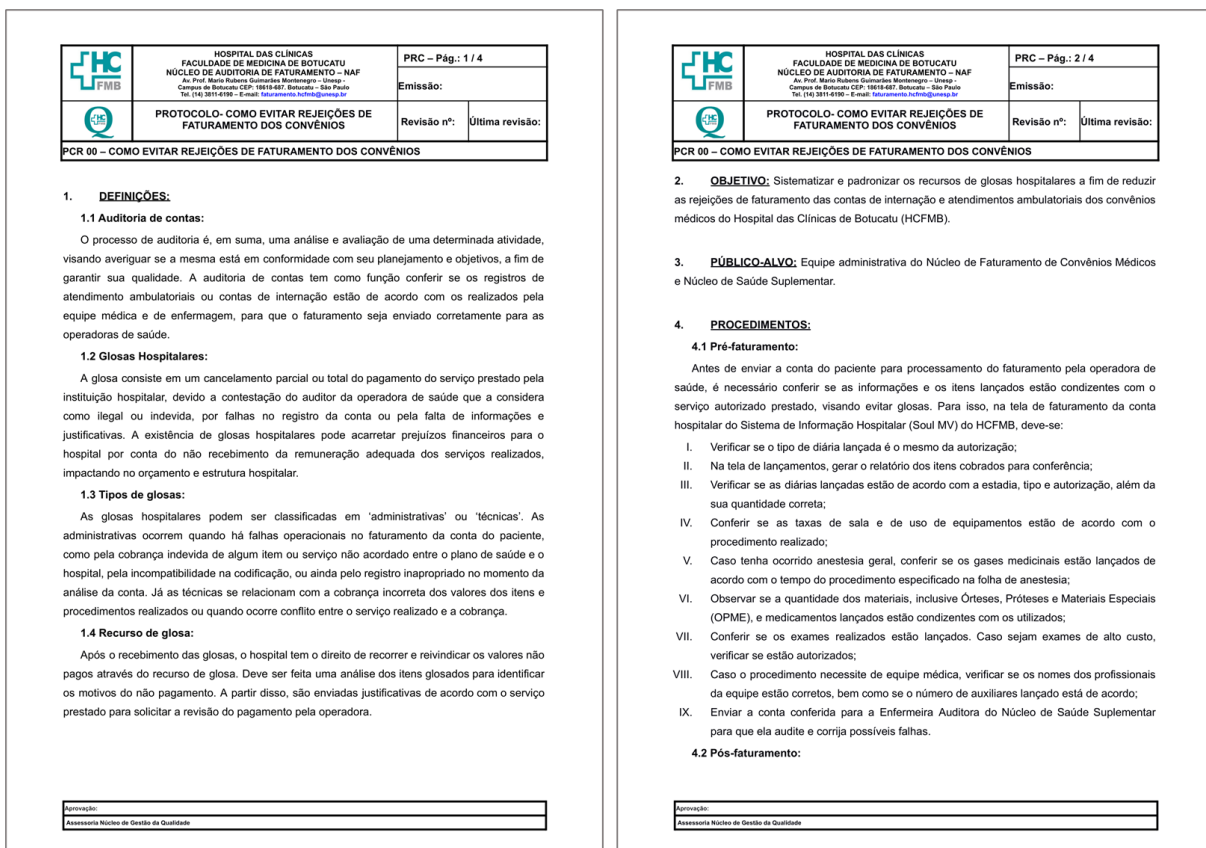 HC
FMB
HOSPITAL DAS CLÍNICAS
FACULDADE DE MEDICINA DE BOTUCATU
NÚCLEO DE AUDITORIA DE FATURAMENTO – NAF
Av. Prof. Mario Rubens Guimarães Montenegro – Unesp -
Campus de Botucatu CEP: 18618-687. Botucatu – São Paulo
Tel. (14) 3811-6190 – E-mail: faturamento.hcfmb@unesp.br
PRC – Pág.: 1 / 4
Emissão:
PROTOCOLO- COMO EVITAR REJEIÇÕES DE
FATURAMENTO DOS CONVÊNIOS
Revisão nº:
Última revisão:
PCR 00 – COMO EVITAR REJEIÇÕES DE FATURAMENTO DOS CONVÊNIOS
1. DEFINIÇÕES:
1.1 Auditoria de contas:
O processo de auditoria é, em suma, uma análise e avaliação de uma determinada atividade,
visando averiguar se a mesma está em conformidade com seu planejamento e objetivos, a fim de
garantir sua qualidade. A auditoria de contas tem como função conferir se os registros de
atendimento ambulatoriais ou contas de internação estão de acordo com os realizados pela
equipe médica e de enfermagem, para que o faturamento seja enviado corretamente para as
operadoras de saúde.
1.2 Glosas Hospitalares:
A glosa consiste em um cancelamento parcial ou total do pagamento do serviço prestado pela
instituição hospitalar, devido a contestação do auditor da operadora de saúde que a considera
como ilegal ou indevida, por falhas no registro da conta ou pela falta de informações e
justificativas. A existência de glosas hospitalares pode acarretar prejuízos financeiros para o
hospital por conta do não recebimento da remuneração adequada dos serviços realizados,
impactando no orçamento e estrutura hospitalar.
1.3 Tipos de glosas:
As glosas hospitalares podem ser classificadas em ‘administrativas’ ou ‘técnicas’. As
administrativas ocorrem quando há falhas operacionais no faturamento da conta do paciente,
como pela cobrança indevida de algum item ou serviço não acordado entre o plano de saúde e o
hospital, pela incompatibilidade na codificação, ou ainda pelo registro inapropriado no momento da
análise da conta. Já as técnicas se relacionam com a cobrança incorreta dos valores dos itens e
procedimentos realizados ou quando ocorre conflito entre o serviço realizado e a cobrança.
1.4 Recurso de glosa:
Após o recebimento das glosas, o hospital tem o direito de recorrer e reivindicar os valores não
pagos através do recurso de glosa. Deve ser feita uma análise dos itens glosados para identificar
os motivos do não pagamento. A partir disso, são enviadas justificativas de acordo com o serviço
prestado para solicitar a revisão do pagamento pela operadora.
Aprovação:
Assessoria Núcleo de Gestão da Qualidade
HC
FMB
HOSPITAL DAS CLÍNICAS
FACULDADE DE MEDICINA DE BOTUCATU
NÚCLEO DE AUDITORIA DE FATURAMENTO – NAF
Av. Prof. Mario Rubens Guimarães Montenegro – Unesp -
Campus de Botucatu CEP: 18618-687. Botucatu – São Paulo
Tel. (14) 3811-6190 – E-mail: faturamento.hcfmb@unesp.br
PRC – Pág.: 2 / 4
Emissão:
PROTOCOLO- COMO EVITAR REJEIÇÕES DE
FATURAMENTO DOS CONVÊNIOS
Revisão nº:
Última revisão:
PCR 00 – COMO EVITAR REJEIÇÕES DE FATURAMENTO DOS CONVÊNIOS
2. OBJETIVO: Sistematizar e padronizar os recursos de glosas hospitalares a fim de reduzir
as rejeições de faturamento das contas de internação e atendimentos ambulatoriais dos convênios
médicos do Hospital das Clínicas de Botucatu (HCFMB).
3. PÚBLICO-ALVO: Equipe administrativa do Núcleo de Faturamento de Convênios Médicos
e Núcleo de Saúde Suplementar.
4. PROCEDIMENTOS:
4.1 Pré-faturamento:
Antes de enviar a conta do paciente para processamento do faturamento pela operadora de
saúde, é necessário conferir se as informações e os itens lançados estão condizentes com o
serviço autorizado prestado, visando evitar glosas. Para isso, na tela de faturamento da conta
hospitalar do Sistema de Informação Hospitalar (Soul MV) do HCFMB, deve-se:
I. Verificar se o tipo de diária lançada é o mesmo da autorização;
II. Na tela de lançamentos, gerar o relatório dos itens cobrados para conferência;
III. Verificar se as diárias lançadas estão de acordo com a estadia, tipo e autorização, além da
sua quantidade correta;
IV. Conferir se as taxas de sala e de uso de equipamentos estão de acordo com o
procedimento realizado;
V. Caso tenha ocorrido anestesia geral, conferir se os gases medicinais estão lançados de
acordo com o tempo do procedimento especificado na folha de anestesia;
VI. Observar se a quantidade dos materiais, inclusive Órteses, Próteses e Materiais Especiais
(OPME), e medicamentos lançados estão condizentes com os utilizados;
VII. Conferir se os exames realizados estão lançados. Caso sejam exames de alto custo,
verificar se estão autorizados;
VIII. Caso o procedimento necessite de equipe médica, verificar se os nomes dos profissionais
da equipe estão corretos, bem como se o número de auxiliares lançado está de acordo;
IX. Enviar a conta conferida para a Enfermeira Auditora do Núcleo de Saúde Suplementar
para que ela audite e corrija possíveis falhas.
4.2 Pós-faturamento:
Aprovação:
Assessoria Núcleo de Gestão da Qualidade